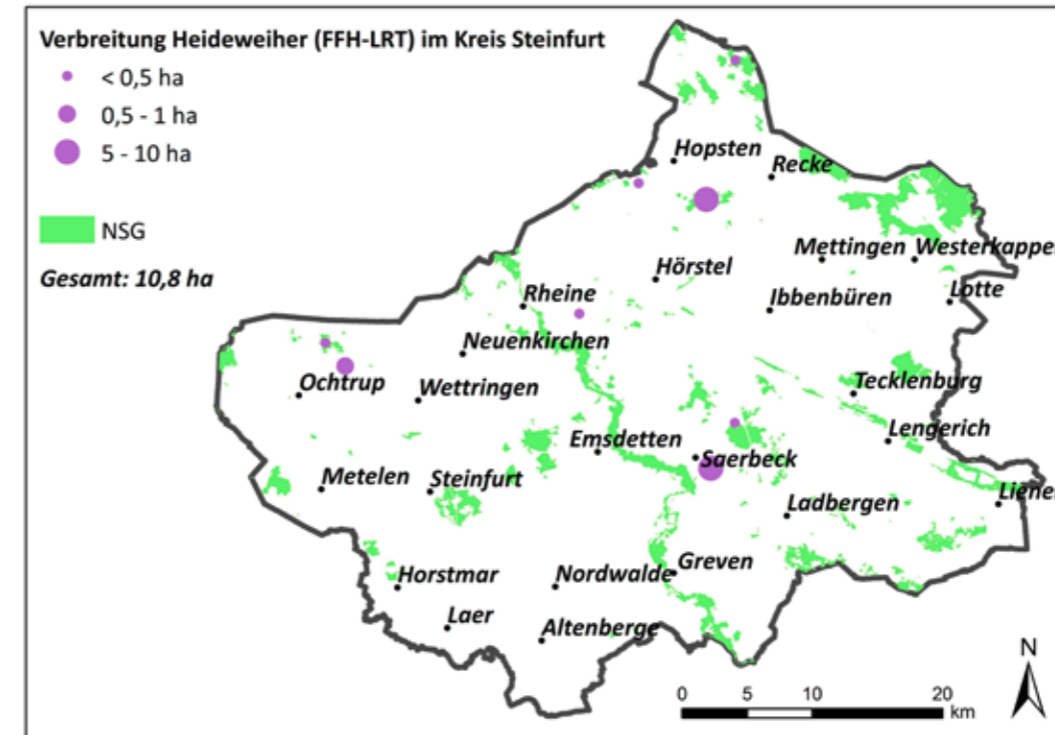 Verbreitung Heideweiher (FFH-LRT) im Kreis Steinfurt
< 0,5 ha
0,5 - 1 ha
5 - 10 ha
NSG
Gesamt: 10,8 ha
Hopsten
Recke
Mettingen
Westerkappel
Hörstel
Rheine
Ibbenbüren
Lotte
Neuenkirchen
Ochtrup
Wettringen
Tecklenburg
Emsdetten
Lengerich
Saerbeck
Metelen
Steinfurt
Ladbergen
Liene
Horstmar
Nordwalde
Greven
Laer
Altenberge
N
0 5 10 20
km